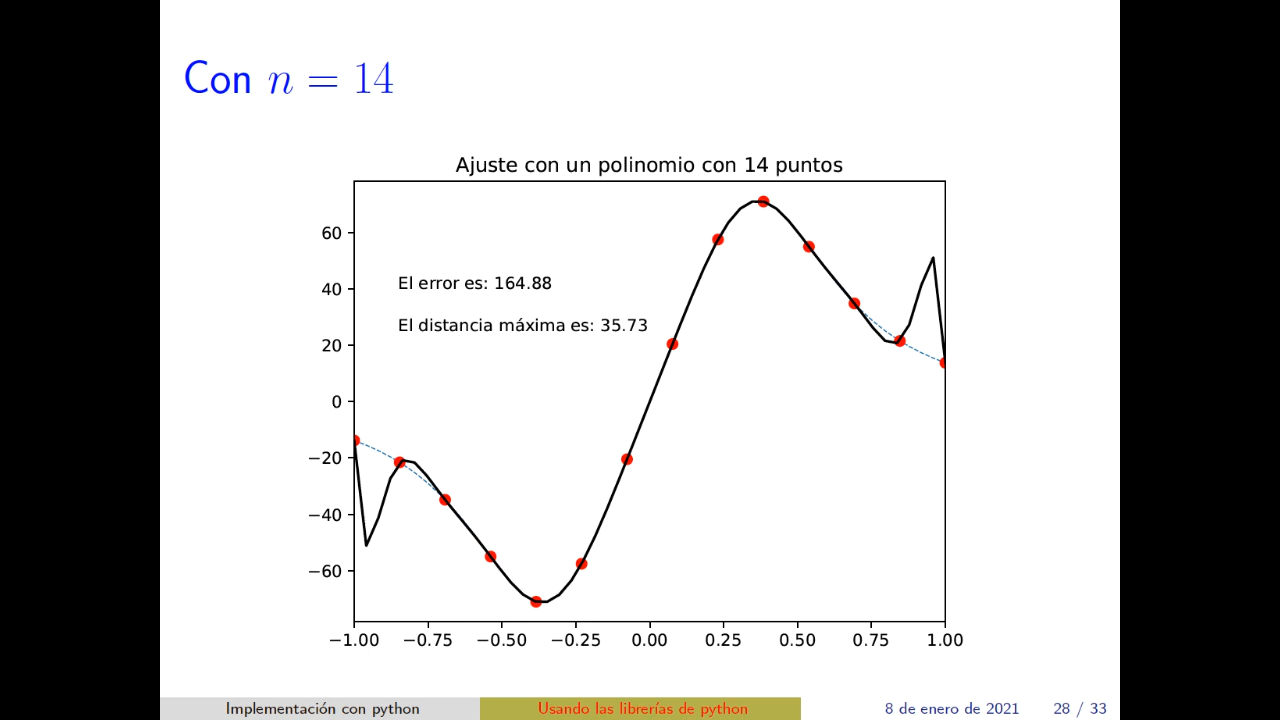 Con n = 14
Ajuste con un polinomio con 14 puntos
60
40
20
0
−20
−40
−60
El error es: 164.88
El distancia máxima es: 35.73
−1.00 −0.75 −0.50 −0.25 0.00 0.25 0.50 0.75 1.00
Implementación con python Usando las librerías de python 8 de enero de 2021 28 / 33